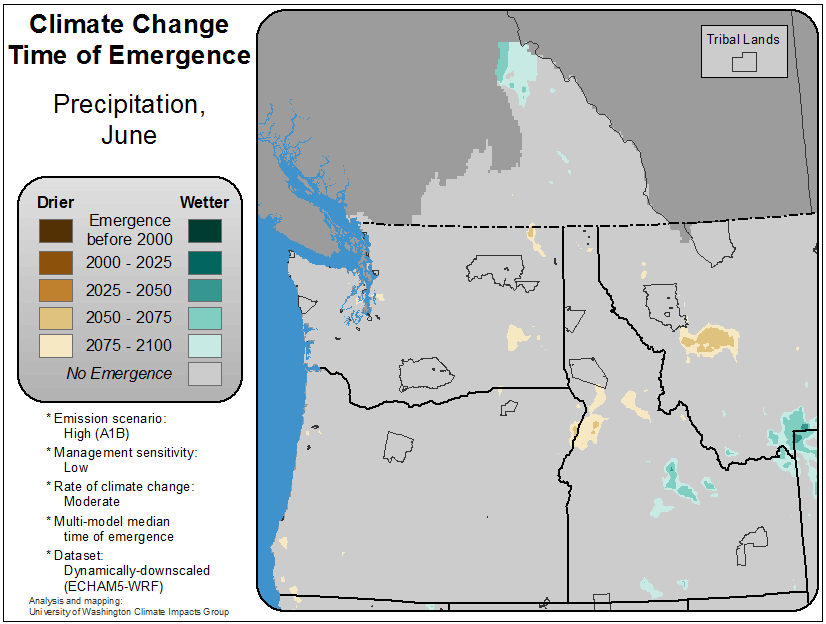 Climate Change
Time of Emergence
Precipitation,
June
Drier
Wetter
Emergence
before 2000
2000 - 2025
2025 - 2050
2050 - 2075
2075 - 2100
No Emergence
* Emission scenario:
High (A1B)
* Management sensitivity:
Low
* Rate of climate change:
Moderate
* Multi-model median
time of emergence
* Dataset:
Dynamically-downscaled
(ECHAM5-WRF)
Analysis and mapping:
University of Washington Climate Impacts Group
Tribal Lands